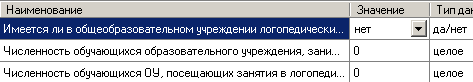 Наименование Значение Тип дан
Имеется ли в общеобразовательном учреждении логопедически... нет да/нет
Численность обучающихся образовательного учреждения, зани... 0 целое
Численность обучающихся ОУ, посещающих занятия в логопеди... 0 целое